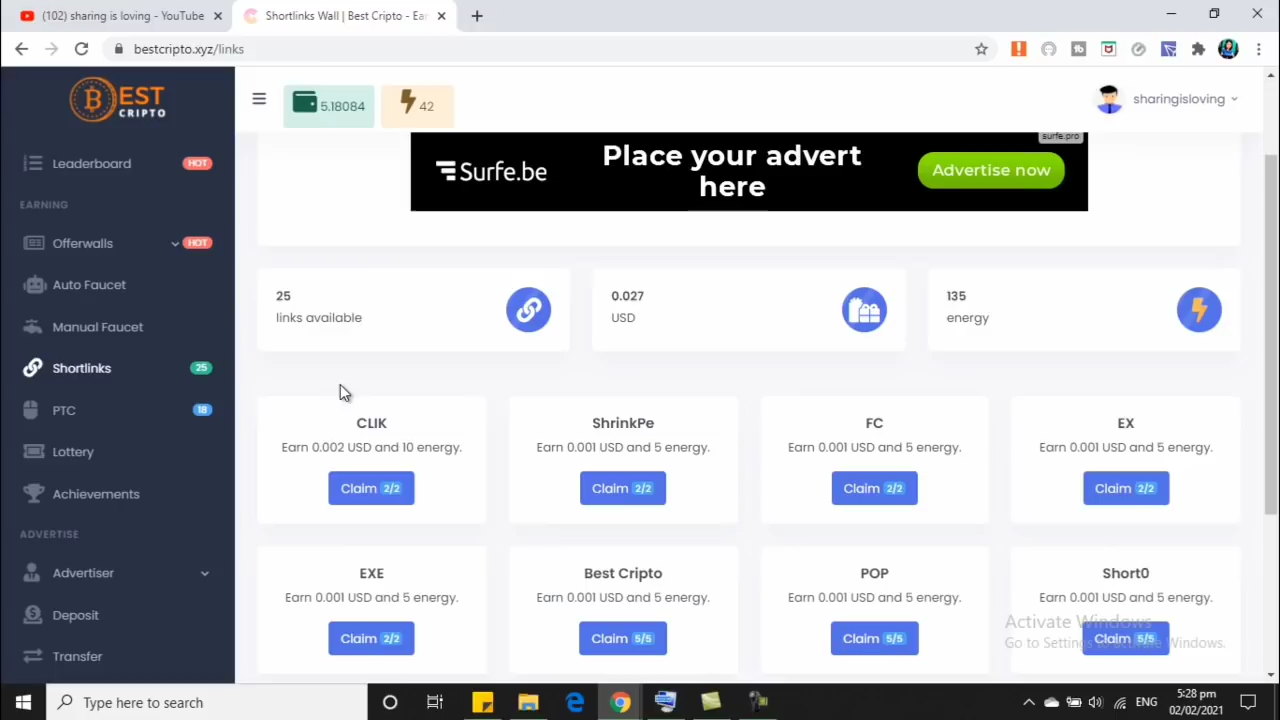 (102) sharing is loving - YouTube
Shortlinks Wall | Best Cripto - Ear
bestcripto.xyz/links
BEST
CRIPTO
5.18084
42
sharingisloving
surfe.pro
Surfe.be
Place your advert
here
Advertise now
Leaderboard HOT
EARNING
Offerwalls HOT
Auto Faucet
Manual Faucet
Shortlinks 25
PTC 18
Lottery
Achievements
ADVERTISE
Advertiser
Deposit
Transfer
25
links available
0.027
USD
135
energy
CLIK
Earn 0.002 USD and 10 energy.
Claim 2/2
ShrinkPe
Earn 0.001 USD and 5 energy.
Claim 2/2
FC
Earn 0.001 USD and 5 energy.
Claim 2/2
EX
Earn 0.001 USD and 5 energy.
Claim 2/2
EXE
Earn 0.001 USD and 5 energy.
Claim 2/2
Best Cripto
Earn 0.001 USD and 5 energy.
Claim 5/5
POP
Earn 0.001 USD and 5 energy.
Claim 5/5
Short0
Earn 0.001 USD and 5 energy.
Claim 5/5
Activate Windows
Go to Settings to activate Windows.
Type here to search
ENG
5:28 pm
02/02/2021